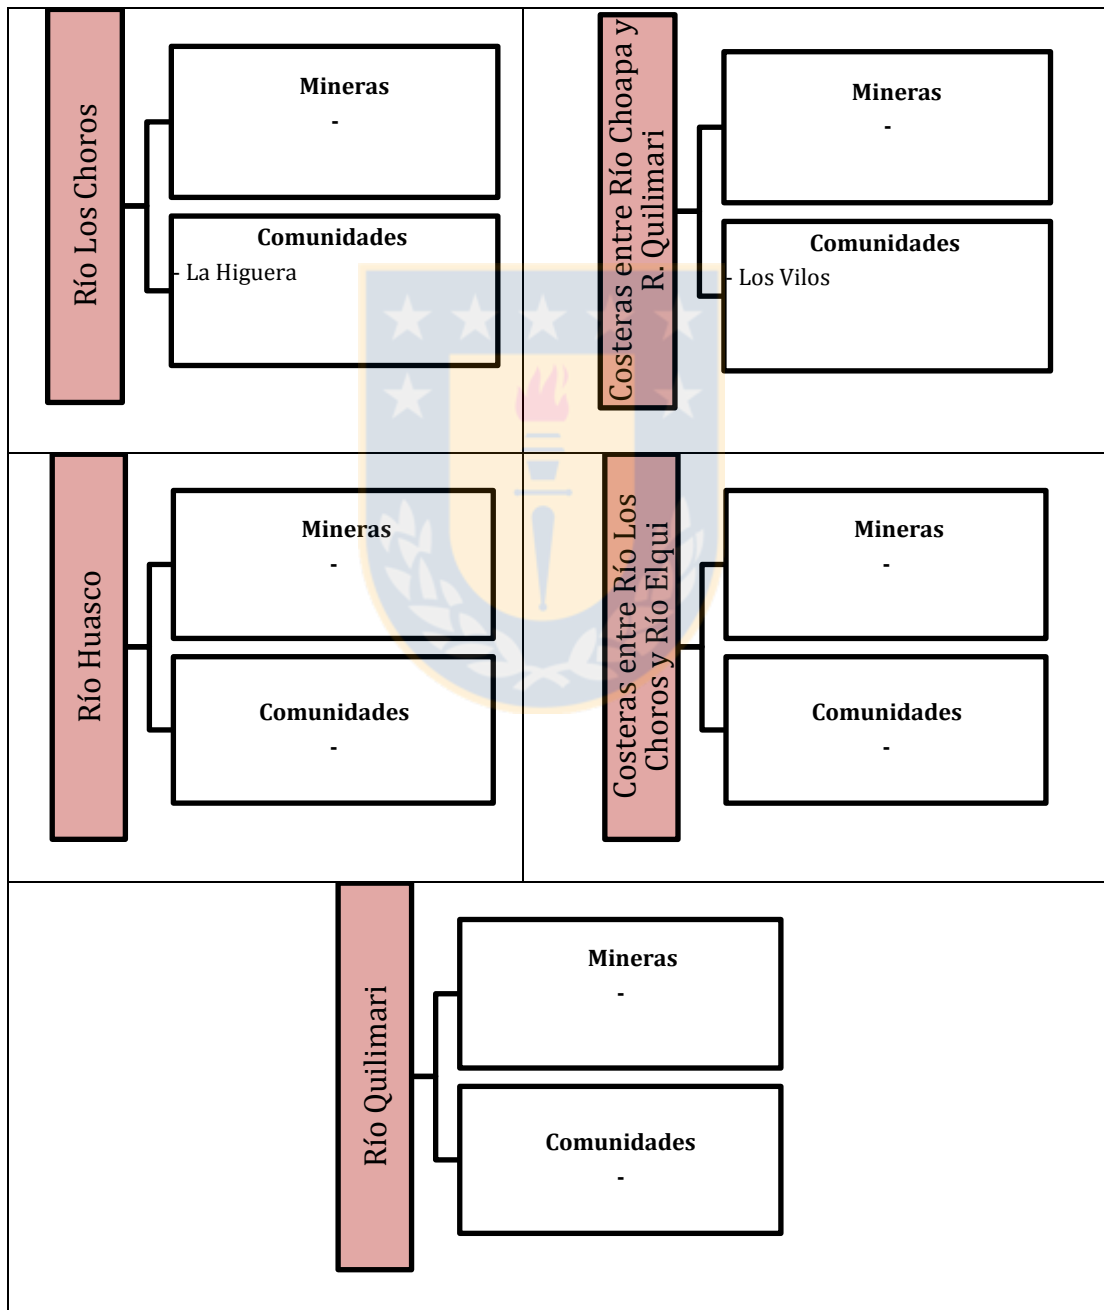 Río Los Choros
Mineras
-
Comunidades
- La Higuera
Costeras entre Río Choapa y
R. Quilimari
Mineras
-
Comunidades
- Los Vilos
Río Huasco
Mineras
-
Comunidades
-
Costeras entre Río Los
Choros y Río Elqui
Mineras
-
Comunidades
-
Río Quilimari
Mineras
-
Comunidades
-